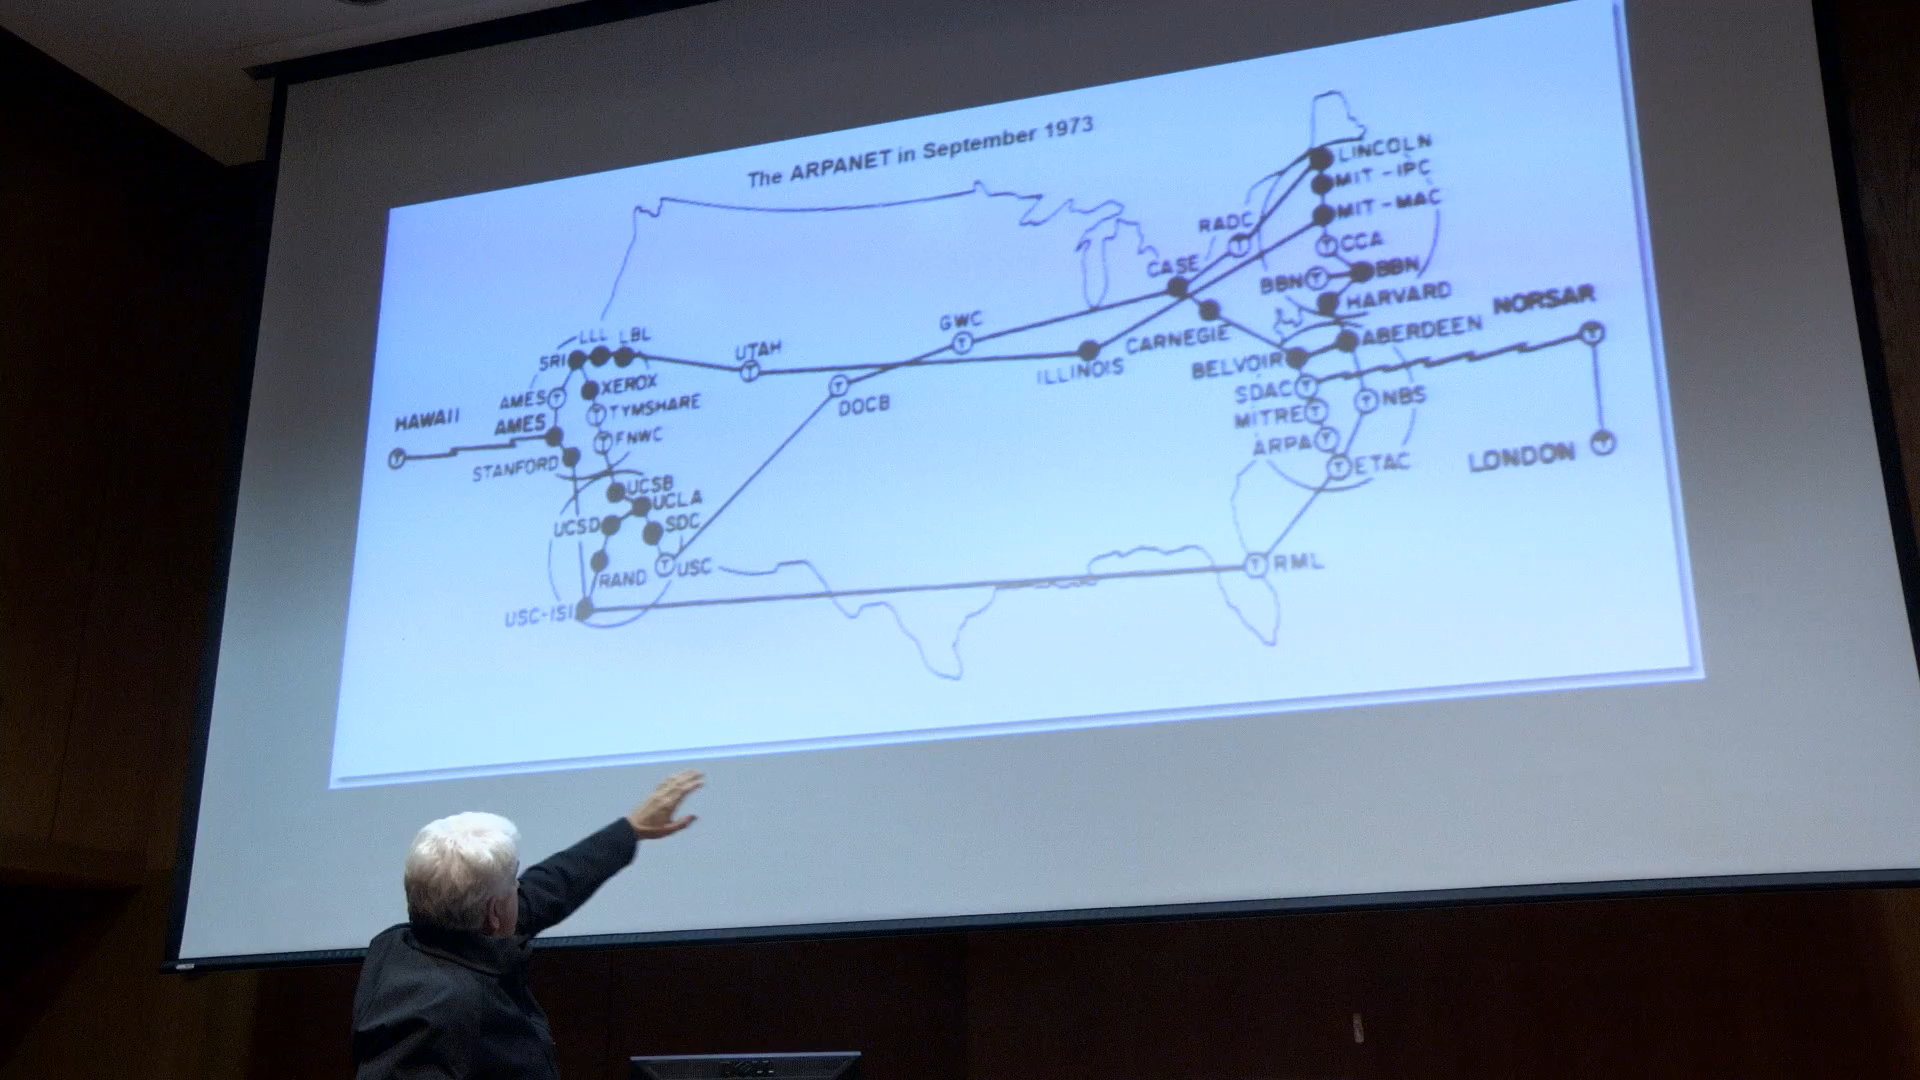 The ARPANET in September 1973
LINCOLN
MIT-IPC
MIT-MAC
RADC
CCA
CASE
BBN
BBN
HARVARD
NORSAR
GWC
CARNEGIE
ABERDEEN
LLL
LBL
SRI
UTAH
ILLINOIS
BELVOIR
AMES
XEROX
DOCB
SDAC
NBS
HAWAII
AMES
TYMSHARE
MITRE
FNWC
ARPA
STANFORD
ETAC
LONDON
UCSB
UCLA
UCSD
SDC
RAND
USC
RML
USC-ISI
DELL